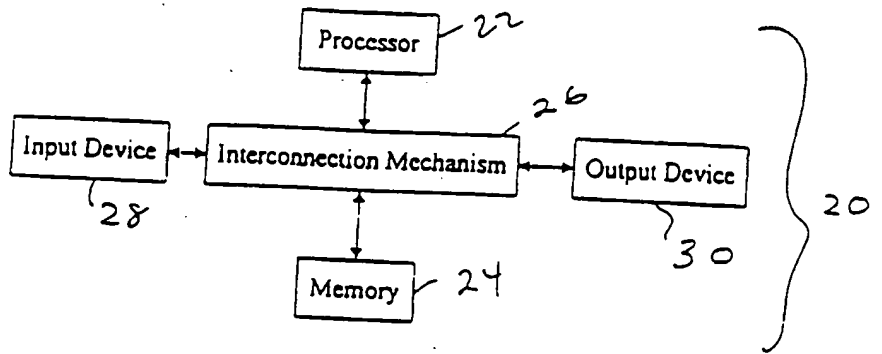 Processor
22
26
Input Device
Interconnection Mechanism
Output Device
28
30
20
Memory
24